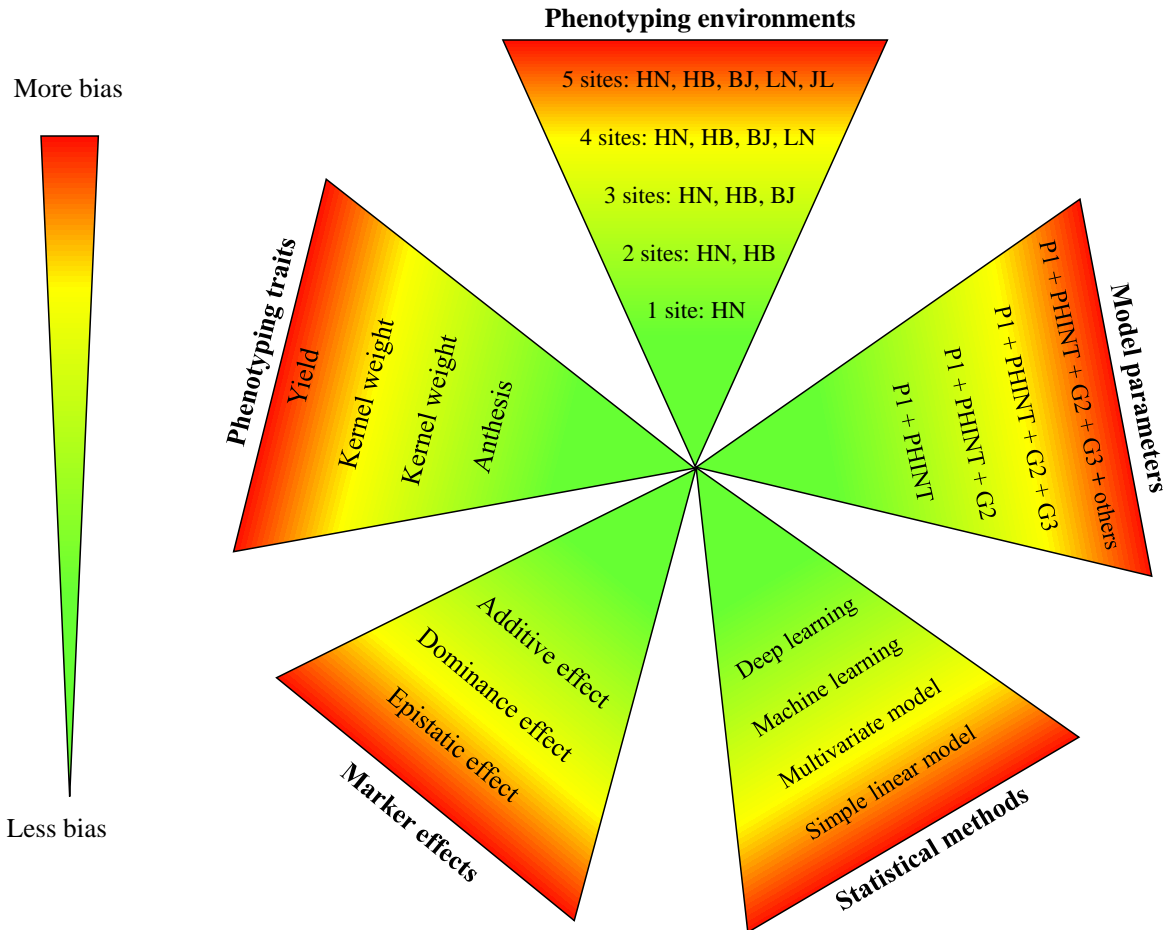 Phenotyping environments
5 sites: HN, HB, BJ, LN, JL
4 sites: HN, HB, BJ, LN
3 sites: HN, HB, BJ
2 sites: HN, HB
1 site: HN
More bias
Less bias
Phenotyping traits
Yield
Kernel weight
Kernel weight
Anthesis
Model parameters
P1 + PHINT + G2 + G3 + others
P1 + PHINT + G2 + G3
P1 + PHINT + G2
P1 + PHINT
Additive effect
Dominance effect
Epistatic effect
Marker effects
Deep learning
Machine learning
Multivariate model
Simple linear model
Statistical methods